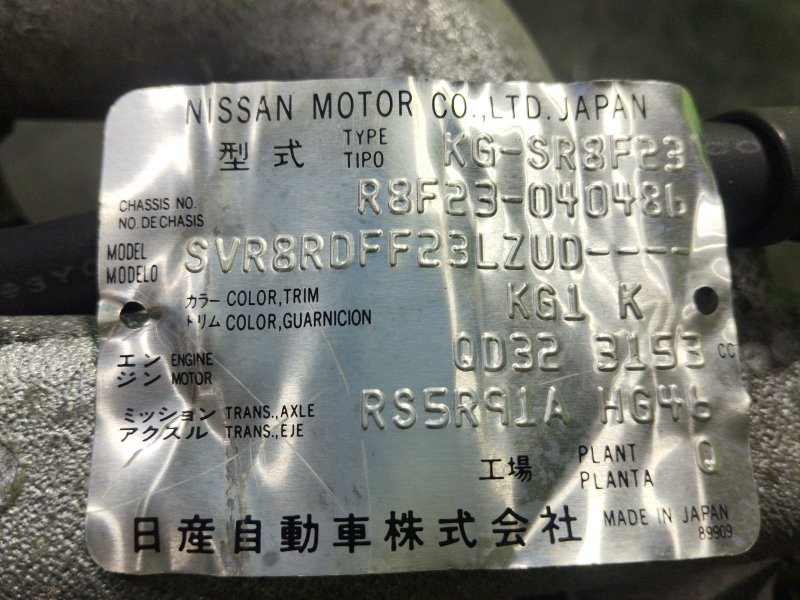 NISSAN MOTOR CO.,LTD. JAPAN
型式 TYPE TIPO KG-SR8F23
CHASSIS NO. NO. DE CHASIS R8F23-040486
MODEL MODELO SVR8RDFF23LZUD----
カラー COLOR,TRIM KG1 K
トリム COLOR,GUARNICION
エン ENGINE QD32 3153 CC
ジン MOTOR
ミッション TRANS.,AXLE RS5R91A HG46
アクスル TRANS.,EJE
工場 PLANT PLANTA Q
日産自動車株式会社 MADE IN JAPAN
89909